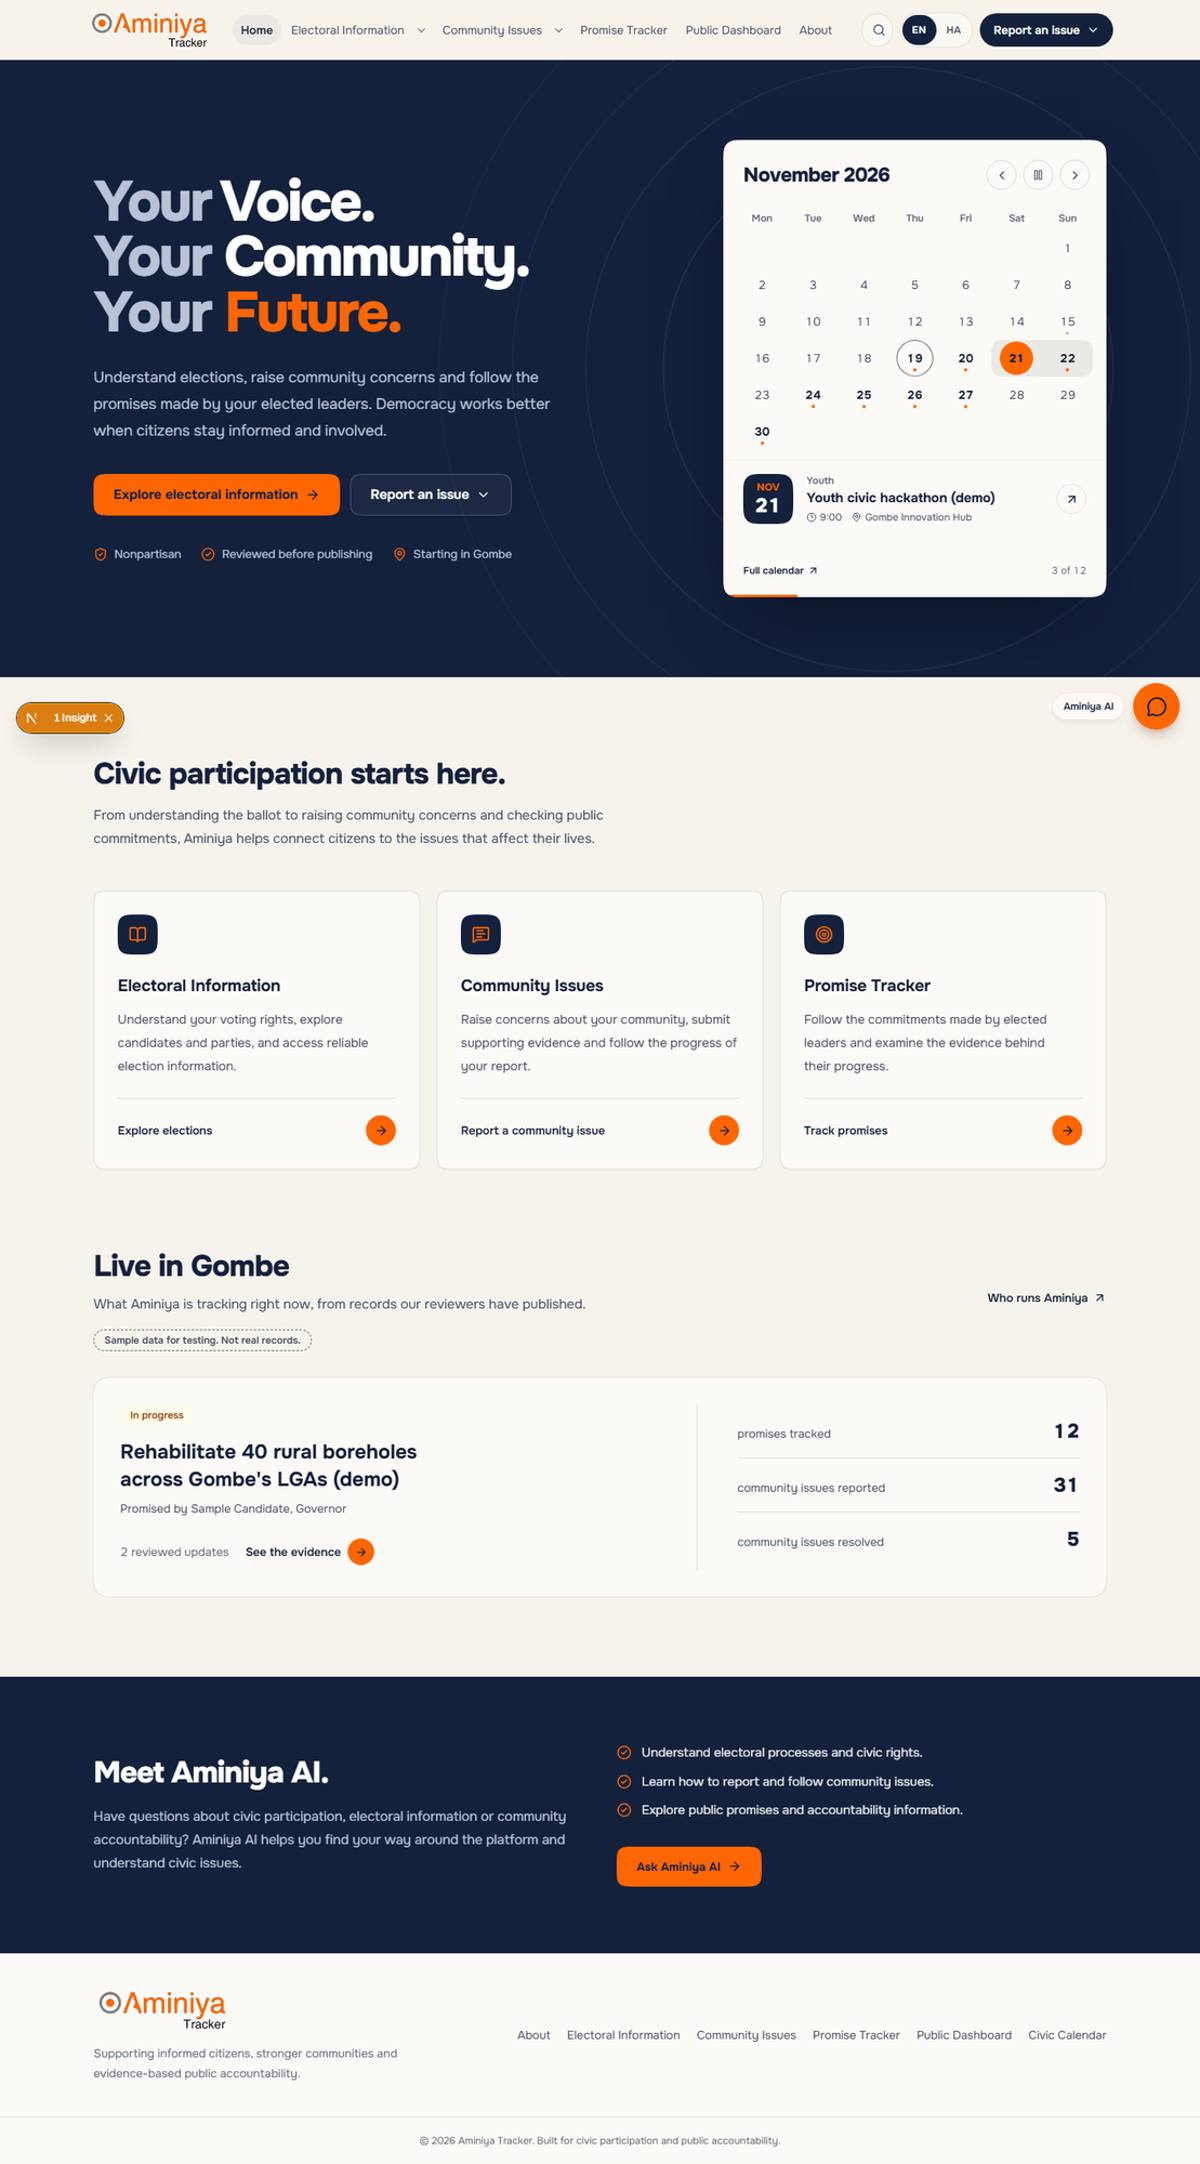 Aminiya
Tracker
Home
Electoral Information
Community Issues
Promise Tracker
Public Dashboard
About
EN
HA
Report an issue
Your Voice.
Your Community.
Your Future.
Understand elections, raise community concerns and follow the
promises made by your elected leaders. Democracy works better
when citizens stay informed and involved.
Explore electoral information
Report an issue
Nonpartisan
Reviewed before publishing
Starting in Gombe
November 2026
Mon Tue Wed Thu Fri Sat Sun
1
2 3 4 5 6 7 8
9 10 11 12 13 14 15
16 17 18 19 20 21 22
23 24 25 26 27 28 29
30
NOV
21
Youth
Youth civic hackathon (demo)
9:00 Gombe Innovation Hub
Full calendar
3 of 12
N
1 Insight
Aminiya AI
Civic participation starts here.
From understanding the ballot to raising community concerns and checking public
commitments, Aminiya helps connect citizens to the issues that affect their lives.
Electoral Information
Understand your voting rights, explore
candidates and parties, and access reliable
election information.
Explore elections
Community Issues
Raise concerns about your community, submit
supporting evidence and follow the progress of
your report.
Report a community issue
Promise Tracker
Follow the commitments made by elected
leaders and examine the evidence behind
their progress.
Track promises
Live in Gombe
What Aminiya is tracking right now, from records our reviewers have published.
Who runs Aminiya
Sample data for testing. Not real records.
In progress
Rehabilitate 40 rural boreholes
across Gombe's LGAs (demo)
Promised by Sample Candidate, Governor
2 reviewed updates
See the evidence
promises tracked 12
community issues reported 31
community issues resolved 5
Meet Aminiya AI.
Have questions about civic participation, electoral information or community
accountability? Aminiya AI helps you find your way around the platform and
understand civic issues.
Understand electoral processes and civic rights.
Learn how to report and follow community issues.
Explore public promises and accountability information.
Ask Aminiya AI
Aminiya
Tracker
Supporting informed citizens, stronger communities and
evidence-based public accountability.
About
Electoral Information
Community Issues
Promise Tracker
Public Dashboard
Civic Calendar
© 2026 Aminiya Tracker. Built for civic participation and public accountability.